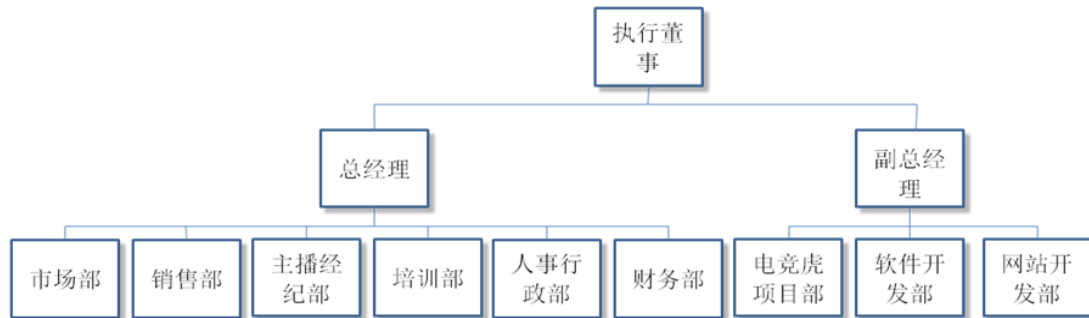 执行董
事
总经理
副总经
理
市场部
销售部
主播经
纪部
培训部
人事行
政部
财务部
电竞虎
项目部
软件开
发部
网站开
发部